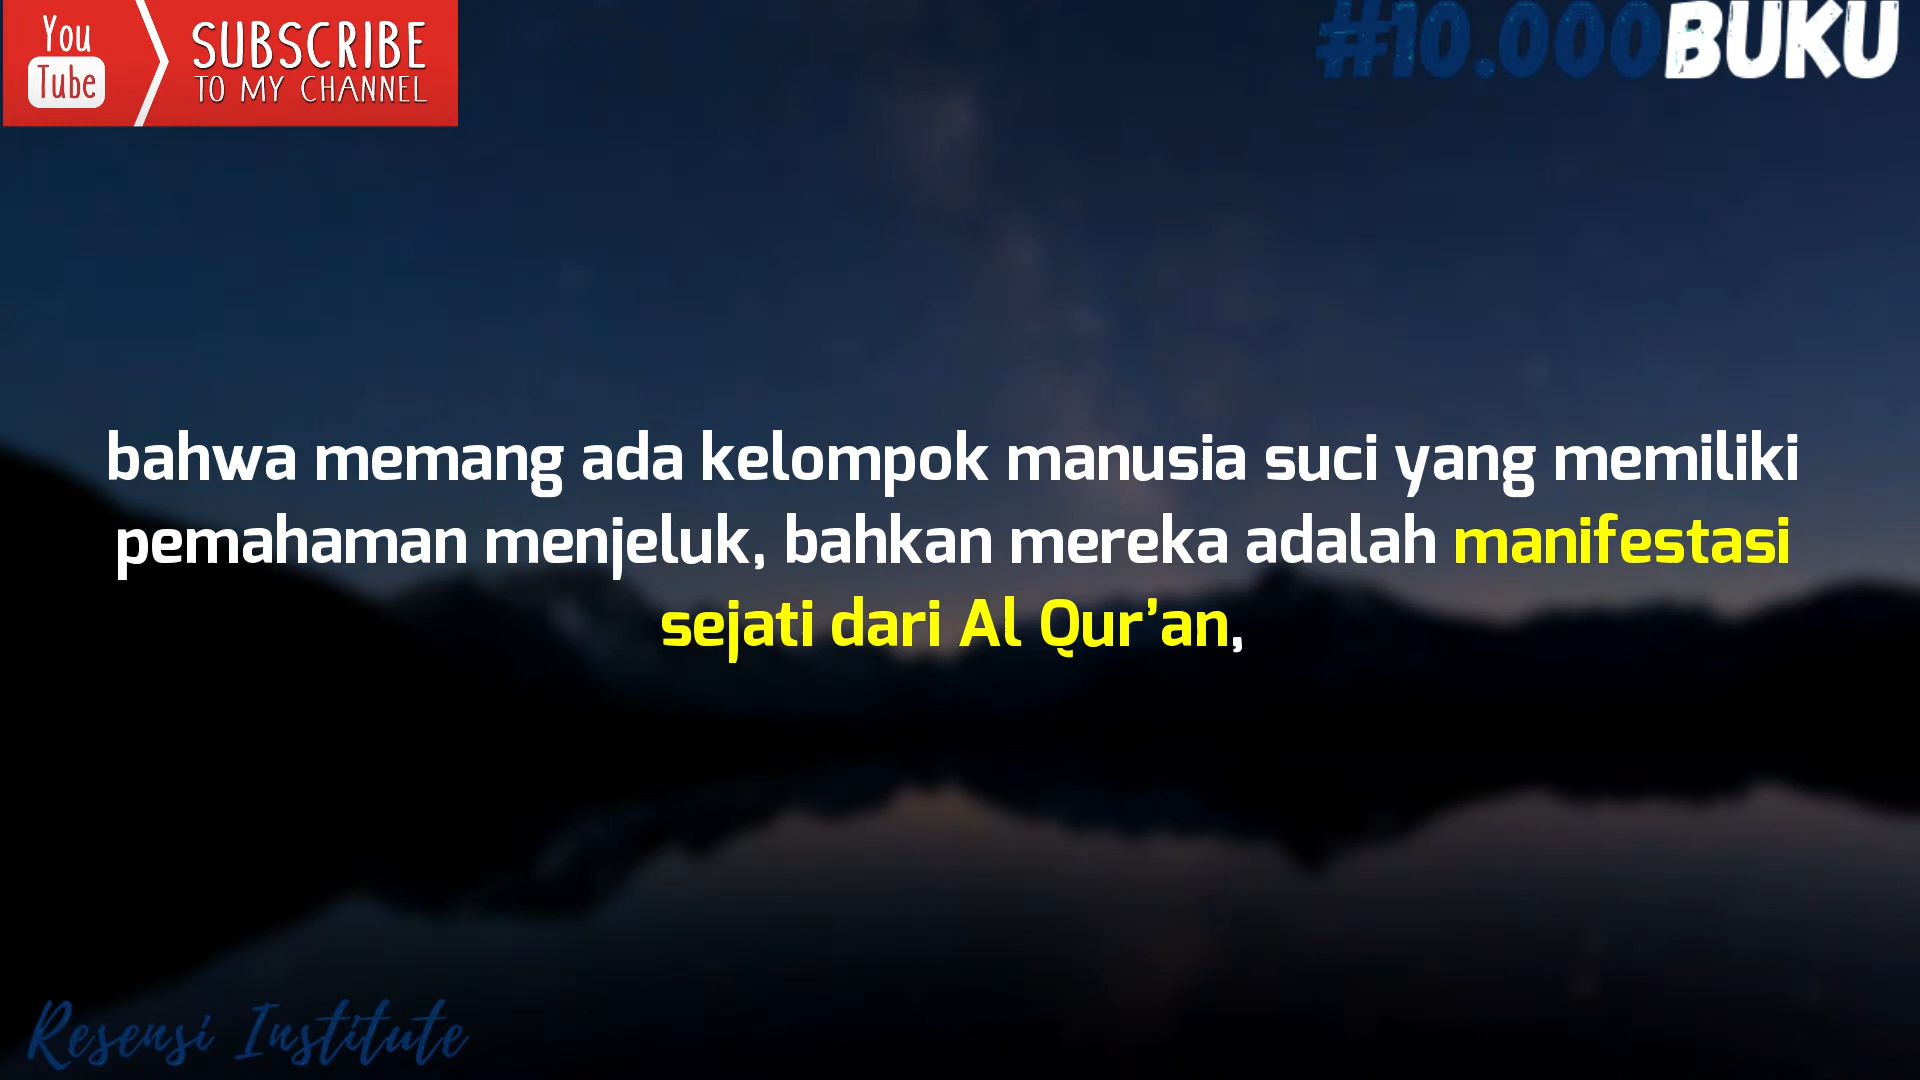 You
Tube
SUBSCRIBE
TO MY CHANNEL
#10.000BUKU
bahwa memang ada kelompok manusia suci yang memiliki
pemahaman menjeluk, bahkan mereka adalah manifestasi
sejati dari Al Qur’an,
Resensi Institute